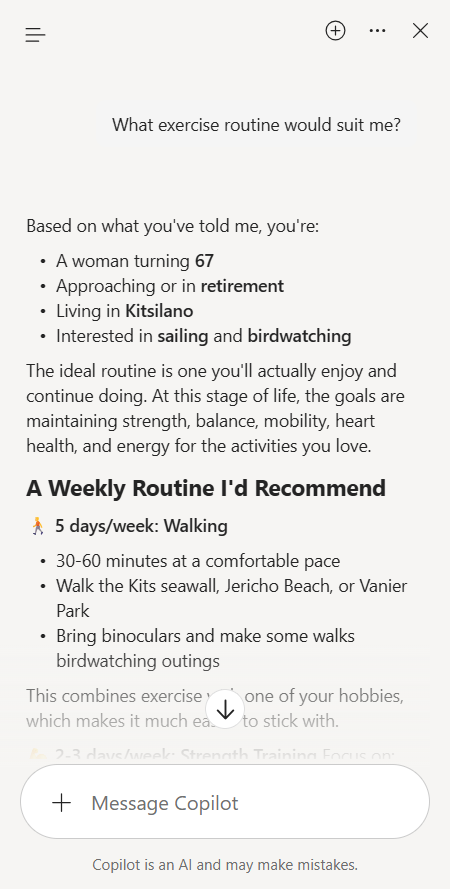 What exercise routine would suit me?
Based on what you've told me, you're:
• A woman turning 67
• Approaching or in retirement
• Living in Kitsilano
• Interested in sailing and birdwatching
The ideal routine is one you'll actually enjoy and
continue doing. At this stage of life, the goals are
maintaining strength, balance, mobility, heart
health, and energy for the activities you love.
A Weekly Routine I'd Recommend
🚶 5 days/week: Walking
• 30-60 minutes at a comfortable pace
• Walk the Kits seawall, Jericho Beach, or Vanier
Park
• Bring binoculars and make some walks
birdwatching outings
This combines exercise one of your hobbies,
which makes it much to stick with.
💪 2-3 days/week: Strength Training Focus on:
Message Copilot
Copilot is an AI and may make mistakes.